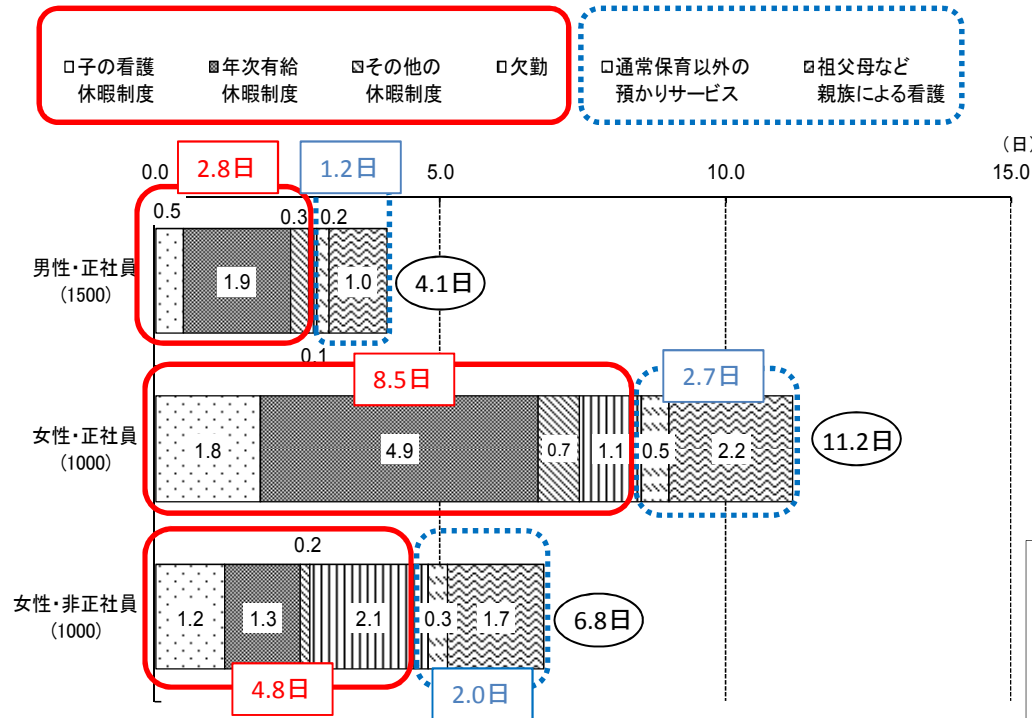 □子の看護
休暇制度
■年次有給
休暇制度
□その他の
休暇制度
□欠勤
□通常保育以外の
預かりサービス
□祖父母など
親族による看護
(日)
0.0
5.0
10.0
15.0
2.8日
1.2日
0.5
0.3
0.2
男性・正社員
(1500)
1.9
1.0
4.1日
0.1
8.5日
2.7日
女性・正社員
(1000)
1.8
4.9
0.7
1.1
0.5
2.2
11.2日
0.2
女性・非正社員
(1000)
1.2
1.3
2.1
0.3
1.7
6.8日
4.8日
2.0日